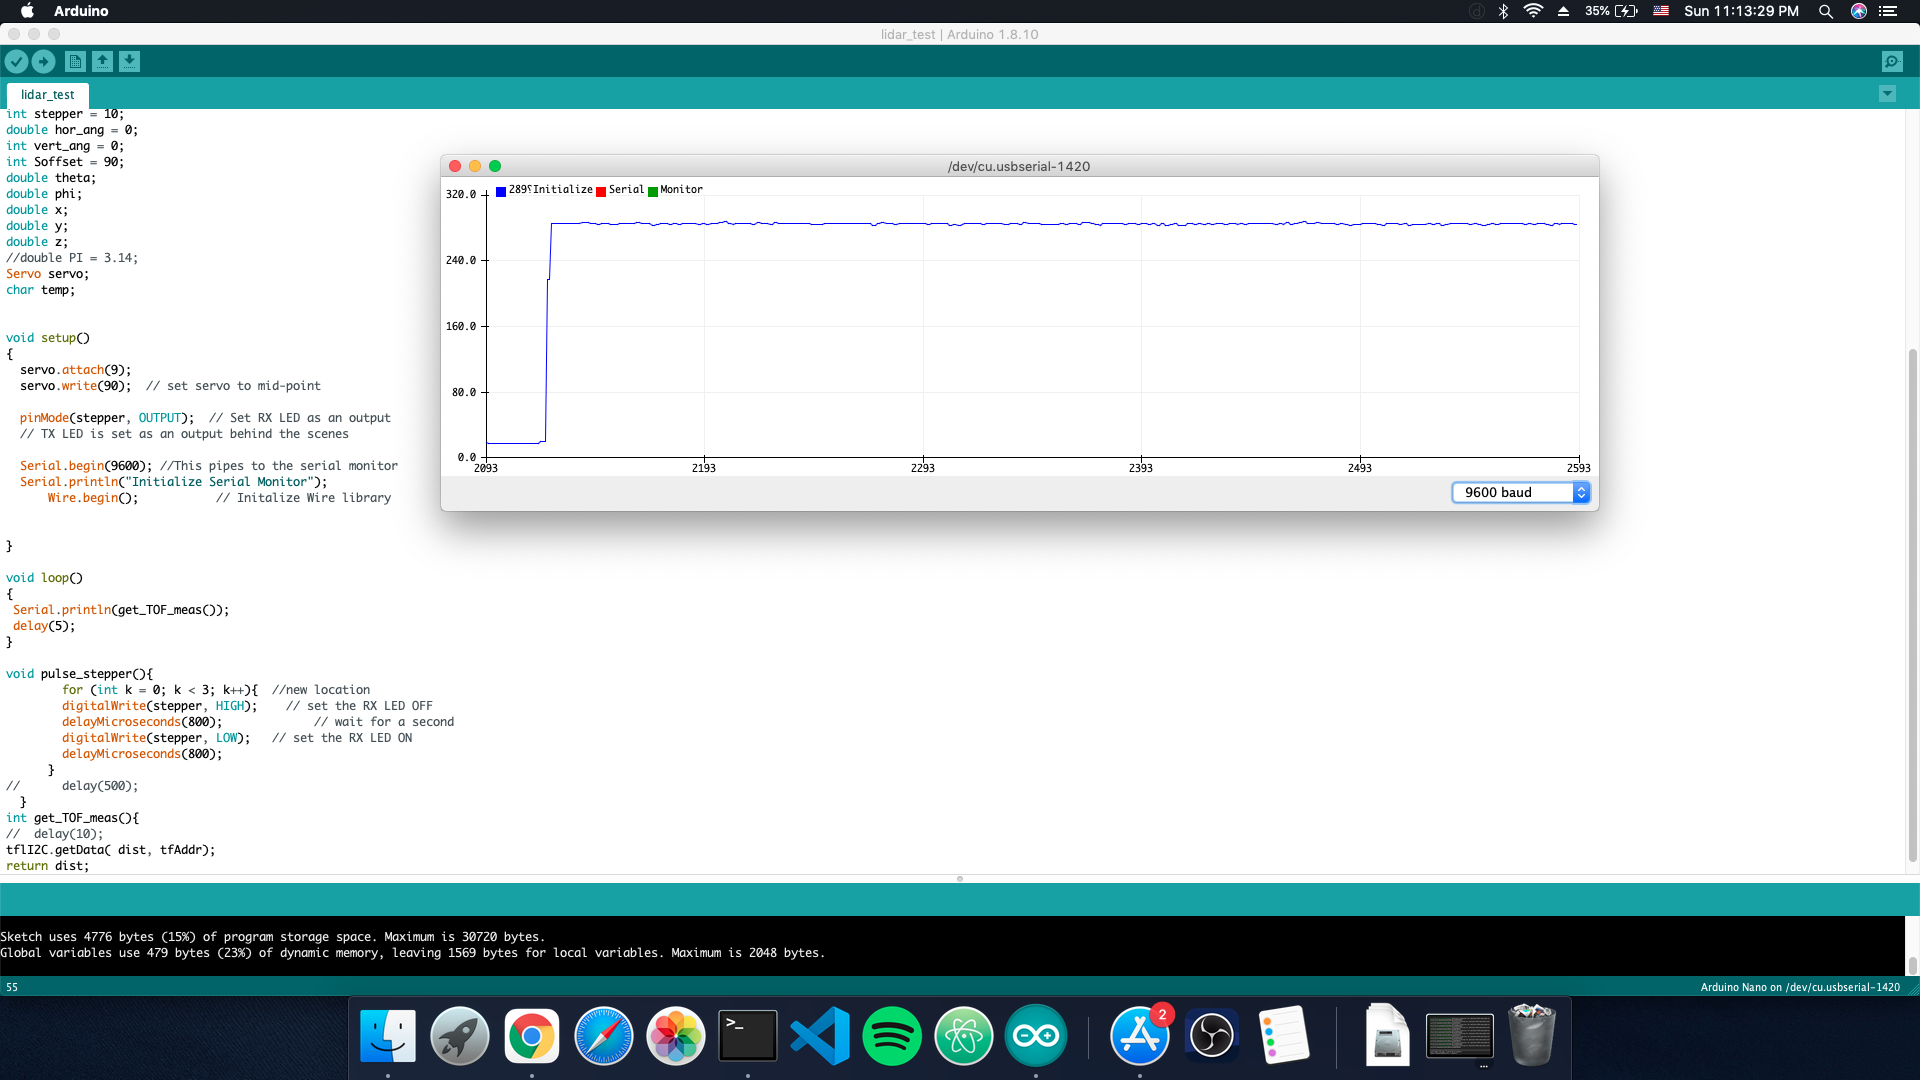 Arduino
35%
Sun 11:13:29 PM
lidar_test | Arduino 1.8.10
lidar_test
int stepper = 10;
double hor_ang = 0;
int vert_ang = 0;
int Soffset = 90;
double theta;
double phi;
double x;
double y;
double z;
//double PI = 3.14;
Servo servo;
char temp;
void setup()
{
servo.attach(9);
servo.write(90);  // set servo to mid-point
pinMode(stepper, OUTPUT);  // Set RX LED as an output
// TX LED is set as an output behind the scenes
Serial.begin(9600); //This pipes to the serial monitor
Serial.println("Initialize Serial Monitor");
Wire.begin();           // Initalize Wire library
}
void loop()
{
Serial.println(get_TOF_meas());
delay(5);
}
void pulse_stepper(){
for (int k = 0; k < 3; k++){  //new location
digitalWrite(stepper, HIGH);    // set the RX LED OFF
delayMicroseconds(800);             // wait for a second
digitalWrite(stepper, LOW);   // set the RX LED ON
delayMicroseconds(800);
}
//      delay(500);
}
int get_TOF_meas(){
//  delay(10);
tflI2C.getData( dist, tfAddr);
return dist;
/dev/cu.usbserial-1420
289⸮Initialize Serial Monitor
320.0
240.0
160.0
80.0
0.0
2093 2193 2293 2393 2493 2593
9600 baud
Sketch uses 4776 bytes (15%) of program storage space. Maximum is 30720 bytes.
Global variables use 479 bytes (23%) of dynamic memory, leaving 1569 bytes for local variables. Maximum is 2048 bytes.
55
Arduino Nano on /dev/cu.usbserial-1420
>_
2